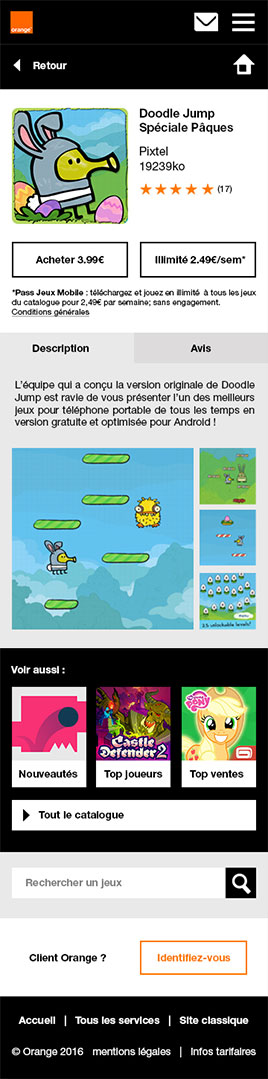 orange
Retour
Doodle Jump
Spéciale Pâques
Pixtel
19239ko
(17)
Acheter 3.99€
Illimité 2.49€/sem*
*Pass Jeux Mobile : téléchargez et jouez en illimité à tous les jeux
du catalogue pour 2,49€ par semaine; sans engagement.
Conditions générales
Description
Avis
L'équipe qui a conçu la version originale de Doodle
Jump est ravie de vous présenter l'un des meilleurs
jeux pour téléphone portable de tous les temps en
version gratuite et optimisée pour Android !
15 unlockable levels!
Voir aussi :
Castle
Defender 2
my little
PONY
Nouveautés
Top joueurs
Top ventes
Tout le catalogue
Rechercher un jeux
Client Orange ?
Identifiez-vous
Accueil | Tous les services | Site classique
© Orange 2016 mentions légales | Infos tarifaires